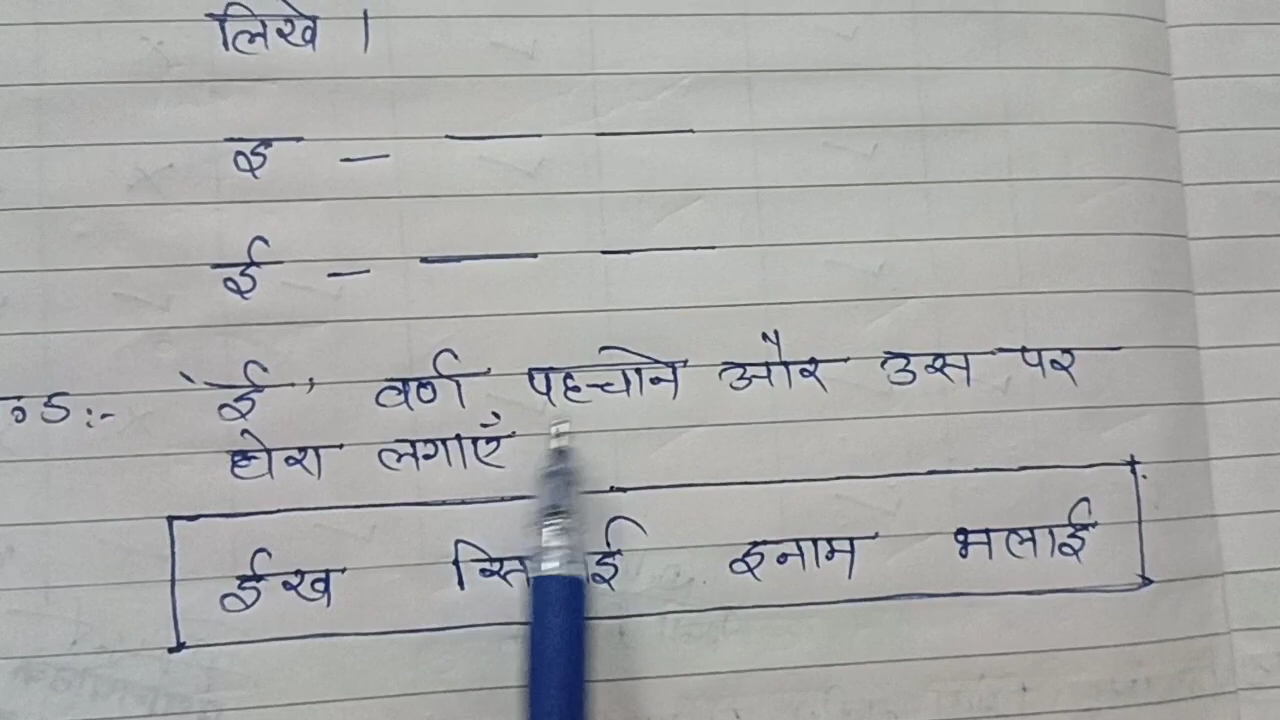 लिखे ।
इ - — —
ई - — —
5:- 'ई' वर्ण पहचाने और उस पर
घेरा लगाएँ
ईख इनाम भलाई